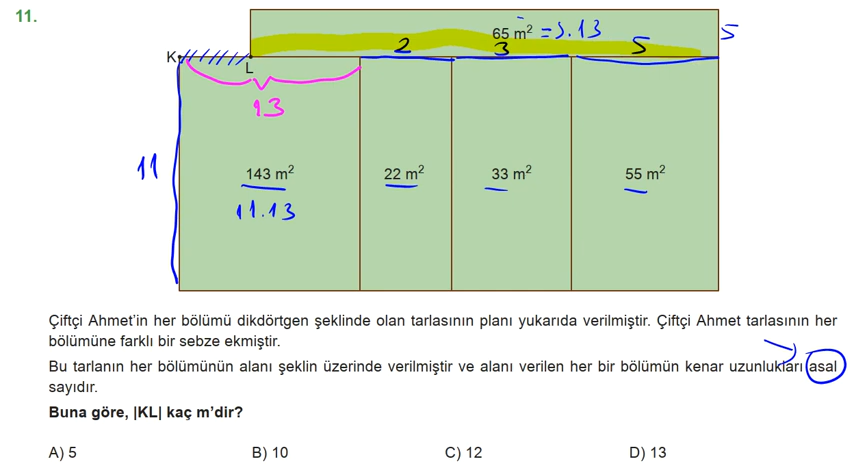 11.
65 m² = 5.13
5
2
3
5
K
L
13
11
143 m²
22 m²
33 m²
55 m²
11.13
Çiftçi Ahmet'in her bölümü dikdörtgen şeklinde olan tarlasının planı yukarıda verilmiştir. Çiftçi Ahmet tarlasının her
bölümüne farklı bir sebze ekmiştir.
Bu tarlanın her bölümünün alanı şeklin üzerinde verilmiştir ve alanı verilen her bir bölümün kenar uzunlukları asal
sayıdır.
Buna göre, |KL| kaç m'dir?
A) 5 B) 10 C) 12 D) 13